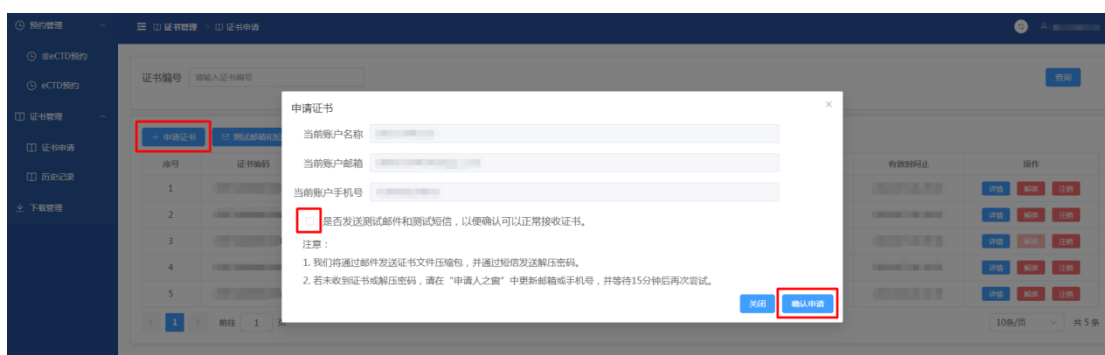 预约管理
证书管理 > 证书申请
非eCTD预约
eCTD预约
证书管理
证书申请
历史记录
下载管理
证书编号 请输入证书编号 查询
+ 申请证书
序号 证书编码 有效时间止 操作
申请证书 ×
当前账户名称
当前账户邮箱
当前账户手机号
是否发送测试邮件和测试短信，以便确认可以正常接收证书。
注意：
1. 我们将通过邮件发送证书文件压缩包，并通过短信发送解压密码。
2. 若未收到证书或解压密码，请在“申请人之窗”中更新邮箱或手机号，并等待15分钟后再次尝试。
关闭 确认申请
1 详情 解绑 注销
2 详情 解绑 注销
3 详情 解绑 注销
4 详情 解绑 注销
5 详情 解绑 注销
< 1 > 前往 1 页
10条/页 共 5 条